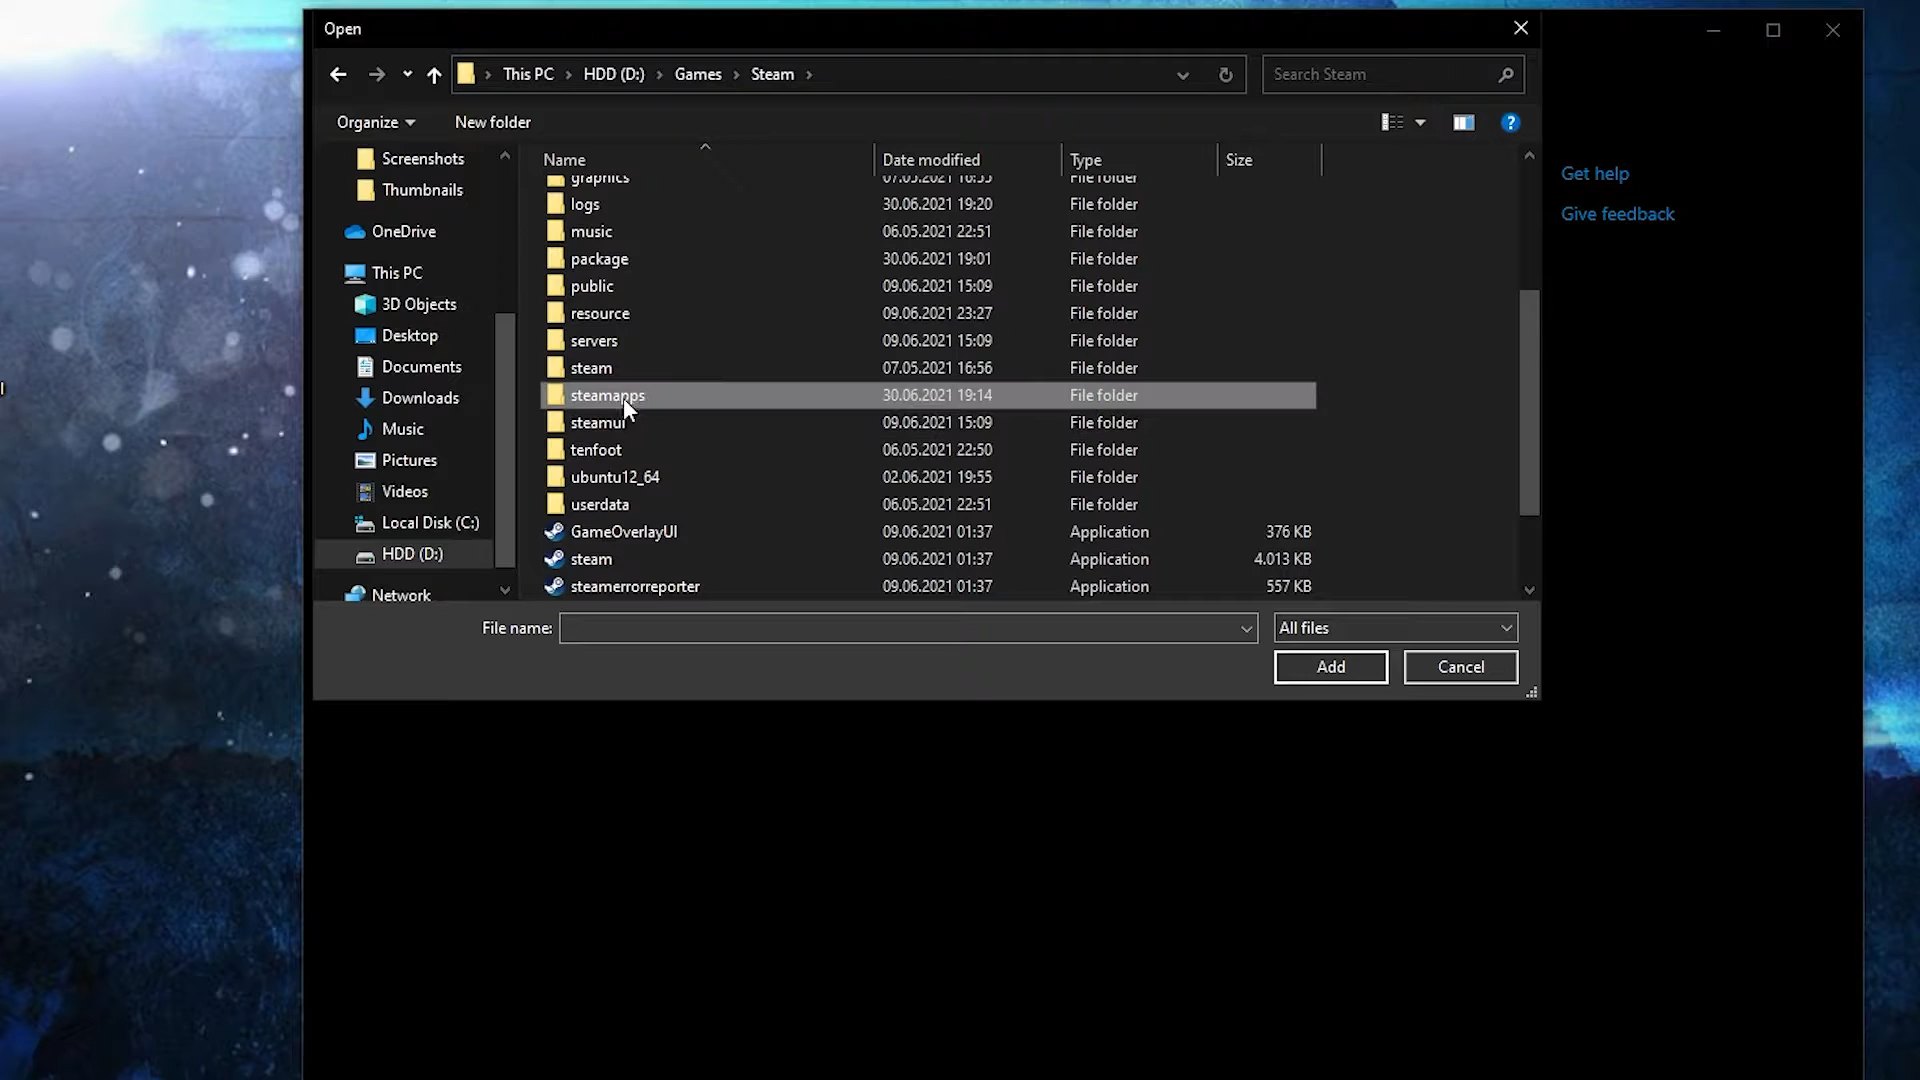 Open
This PC > HDD (D:) > Games > Steam >
Search Steam
Organize
New folder
Get help
Give feedback
Screenshots
Thumbnails
OneDrive
This PC
3D Objects
Desktop
Documents
Downloads
Music
Pictures
Videos
Local Disk (C:)
HDD (D:)
Network
Name Date modified Type Size
graphics 07.05.2021 16:55 File folder
logs 30.06.2021 19:20 File folder
music 06.05.2021 22:51 File folder
package 30.06.2021 19:01 File folder
public 09.06.2021 15:09 File folder
resource 09.06.2021 23:27 File folder
servers 09.06.2021 15:09 File folder
steam 07.05.2021 16:56 File folder
steamapps 30.06.2021 19:14 File folder
steamui 09.06.2021 15:09 File folder
tenfoot 06.05.2021 22:50 File folder
ubuntu12_64 02.06.2021 19:55 File folder
userdata 06.05.2021 22:51 File folder
GameOverlayUI 09.06.2021 01:37 Application 376 KB
steam 09.06.2021 01:37 Application 4.013 KB
steamerrorreporter 09.06.2021 01:37 Application 557 KB
File name:
All files
Add
Cancel